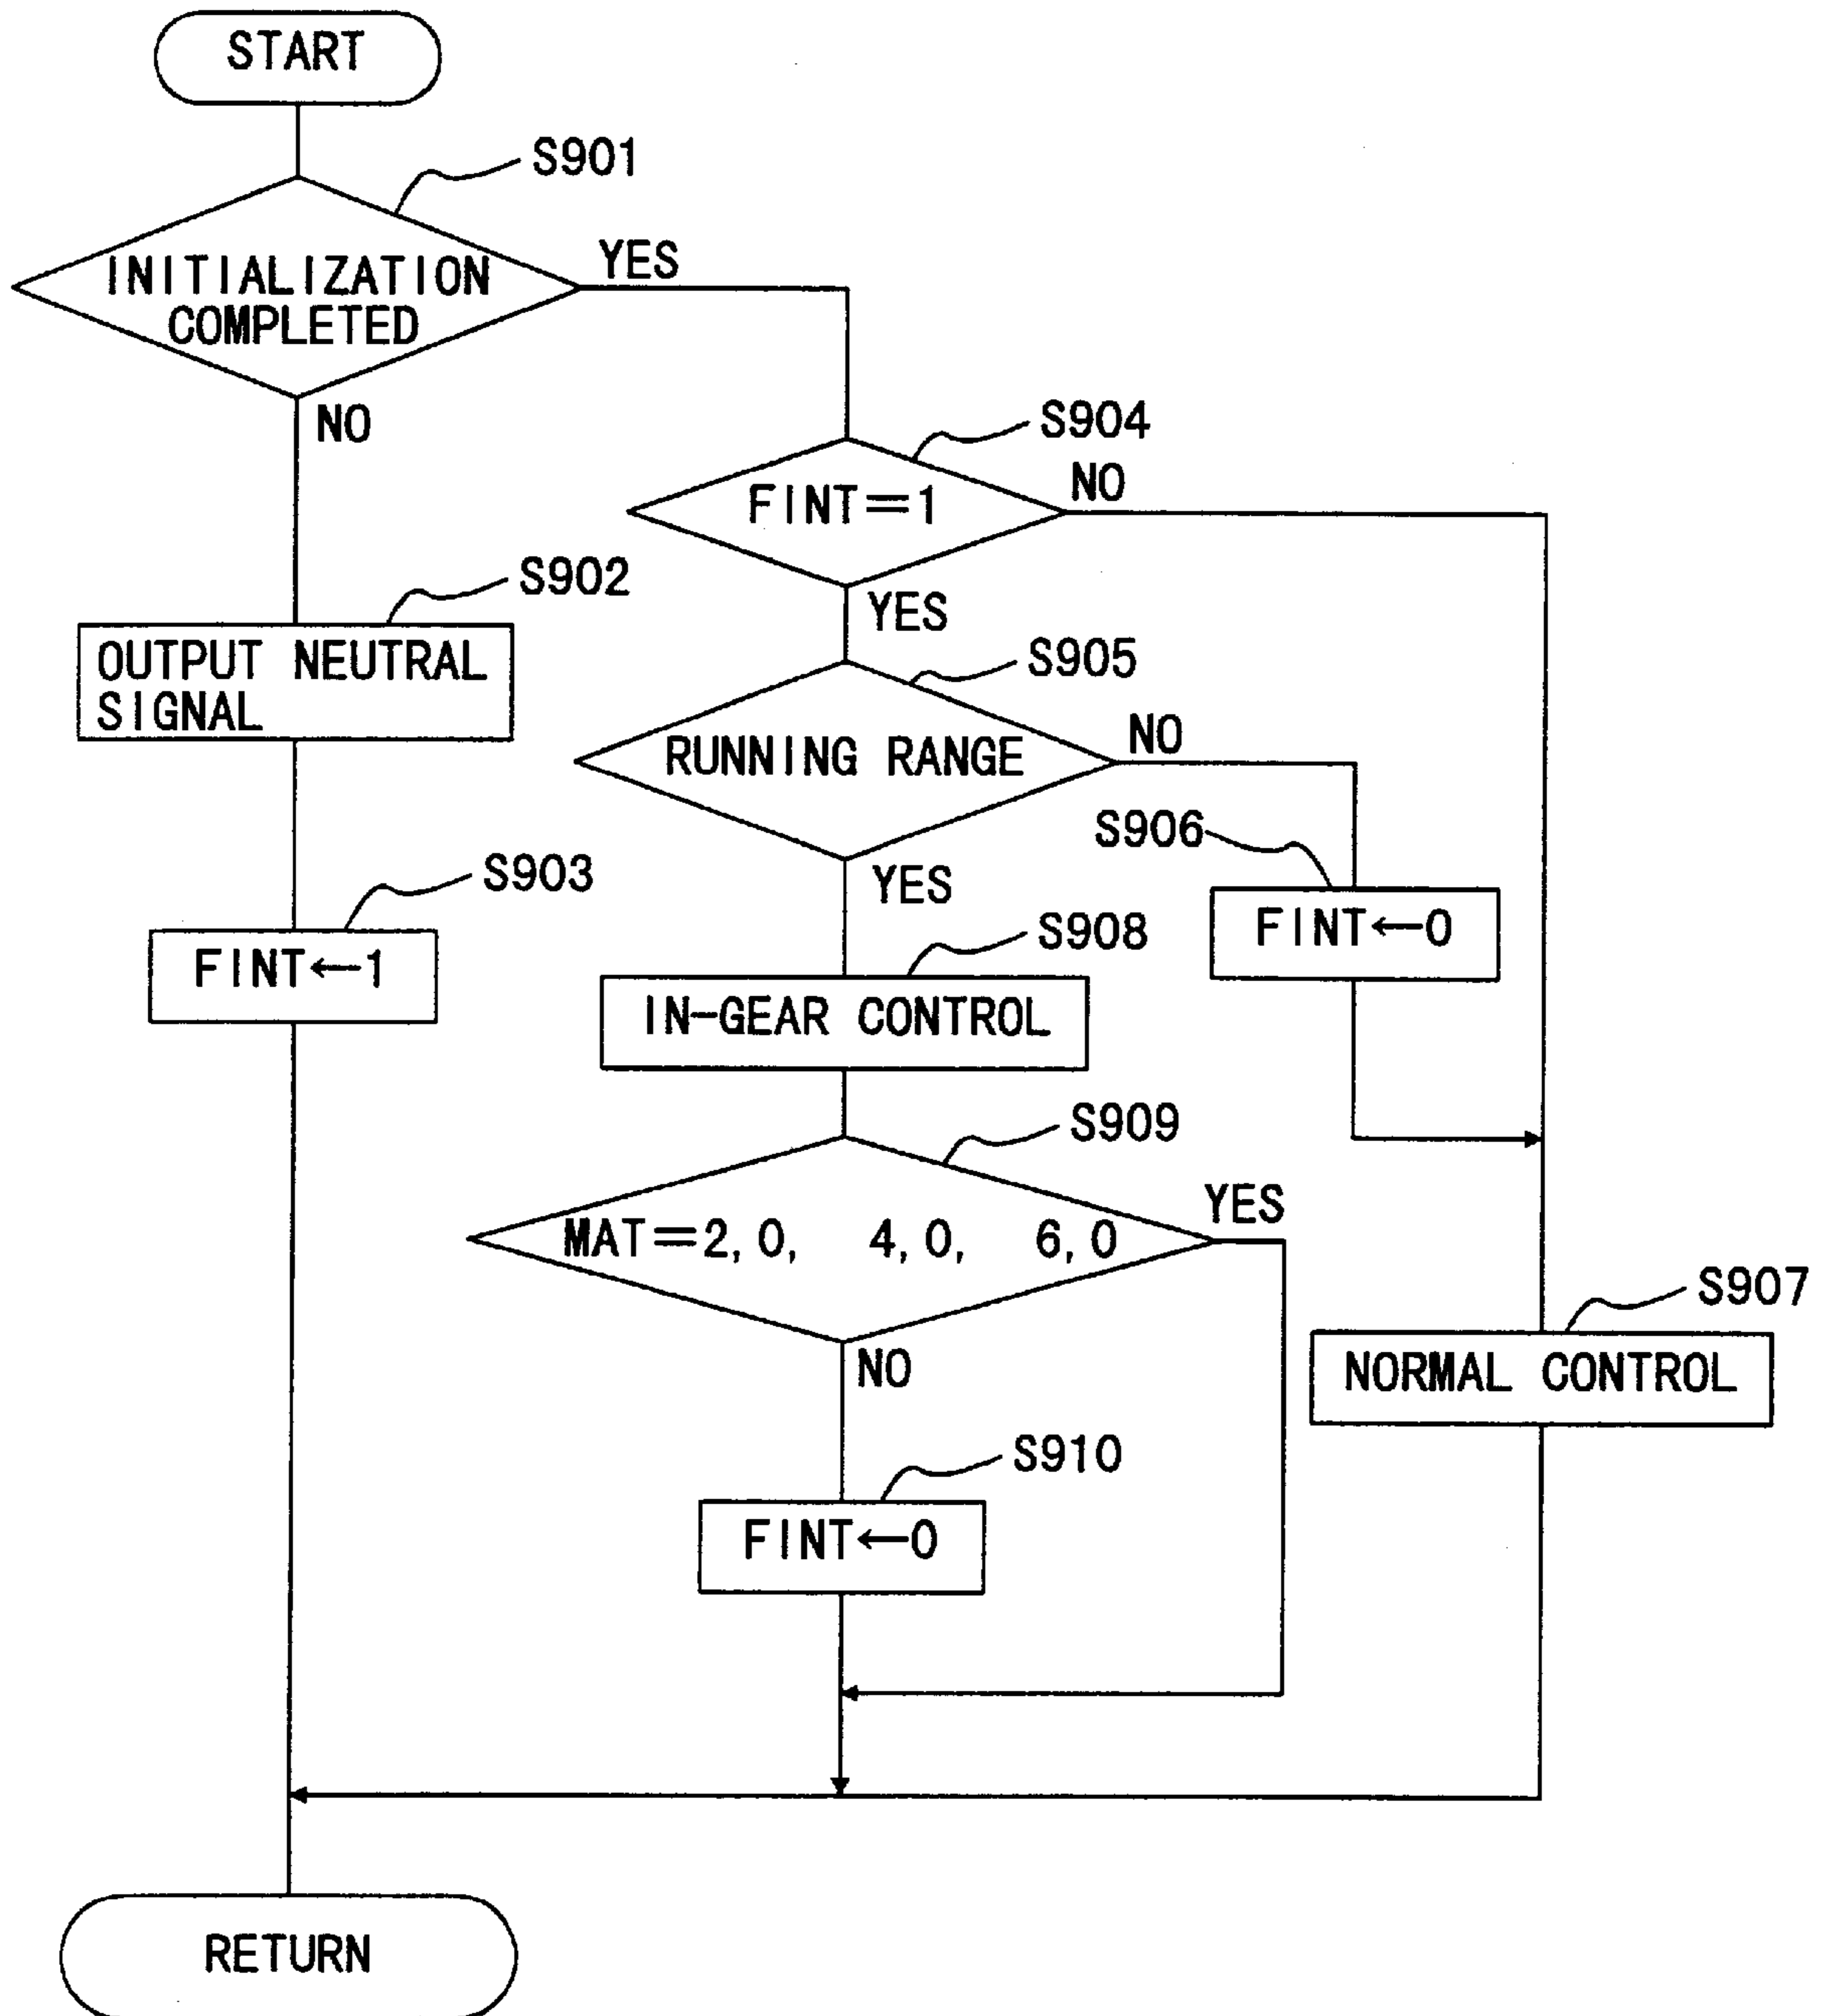 START
S901
INITIALIZATION
COMPLETED
YES
NO
S904
FINT=1
NO
YES
S902
OUTPUT NEUTRAL
SIGNAL
S905
RUNNING RANGE
NO
YES
S903
FINT←1
S906
FINT←0
S908
IN-GEAR CONTROL
S909
MAT=2,0, 4,0, 6,0
YES
NO
S907
NORMAL CONTROL
S910
FINT←0
RETURN